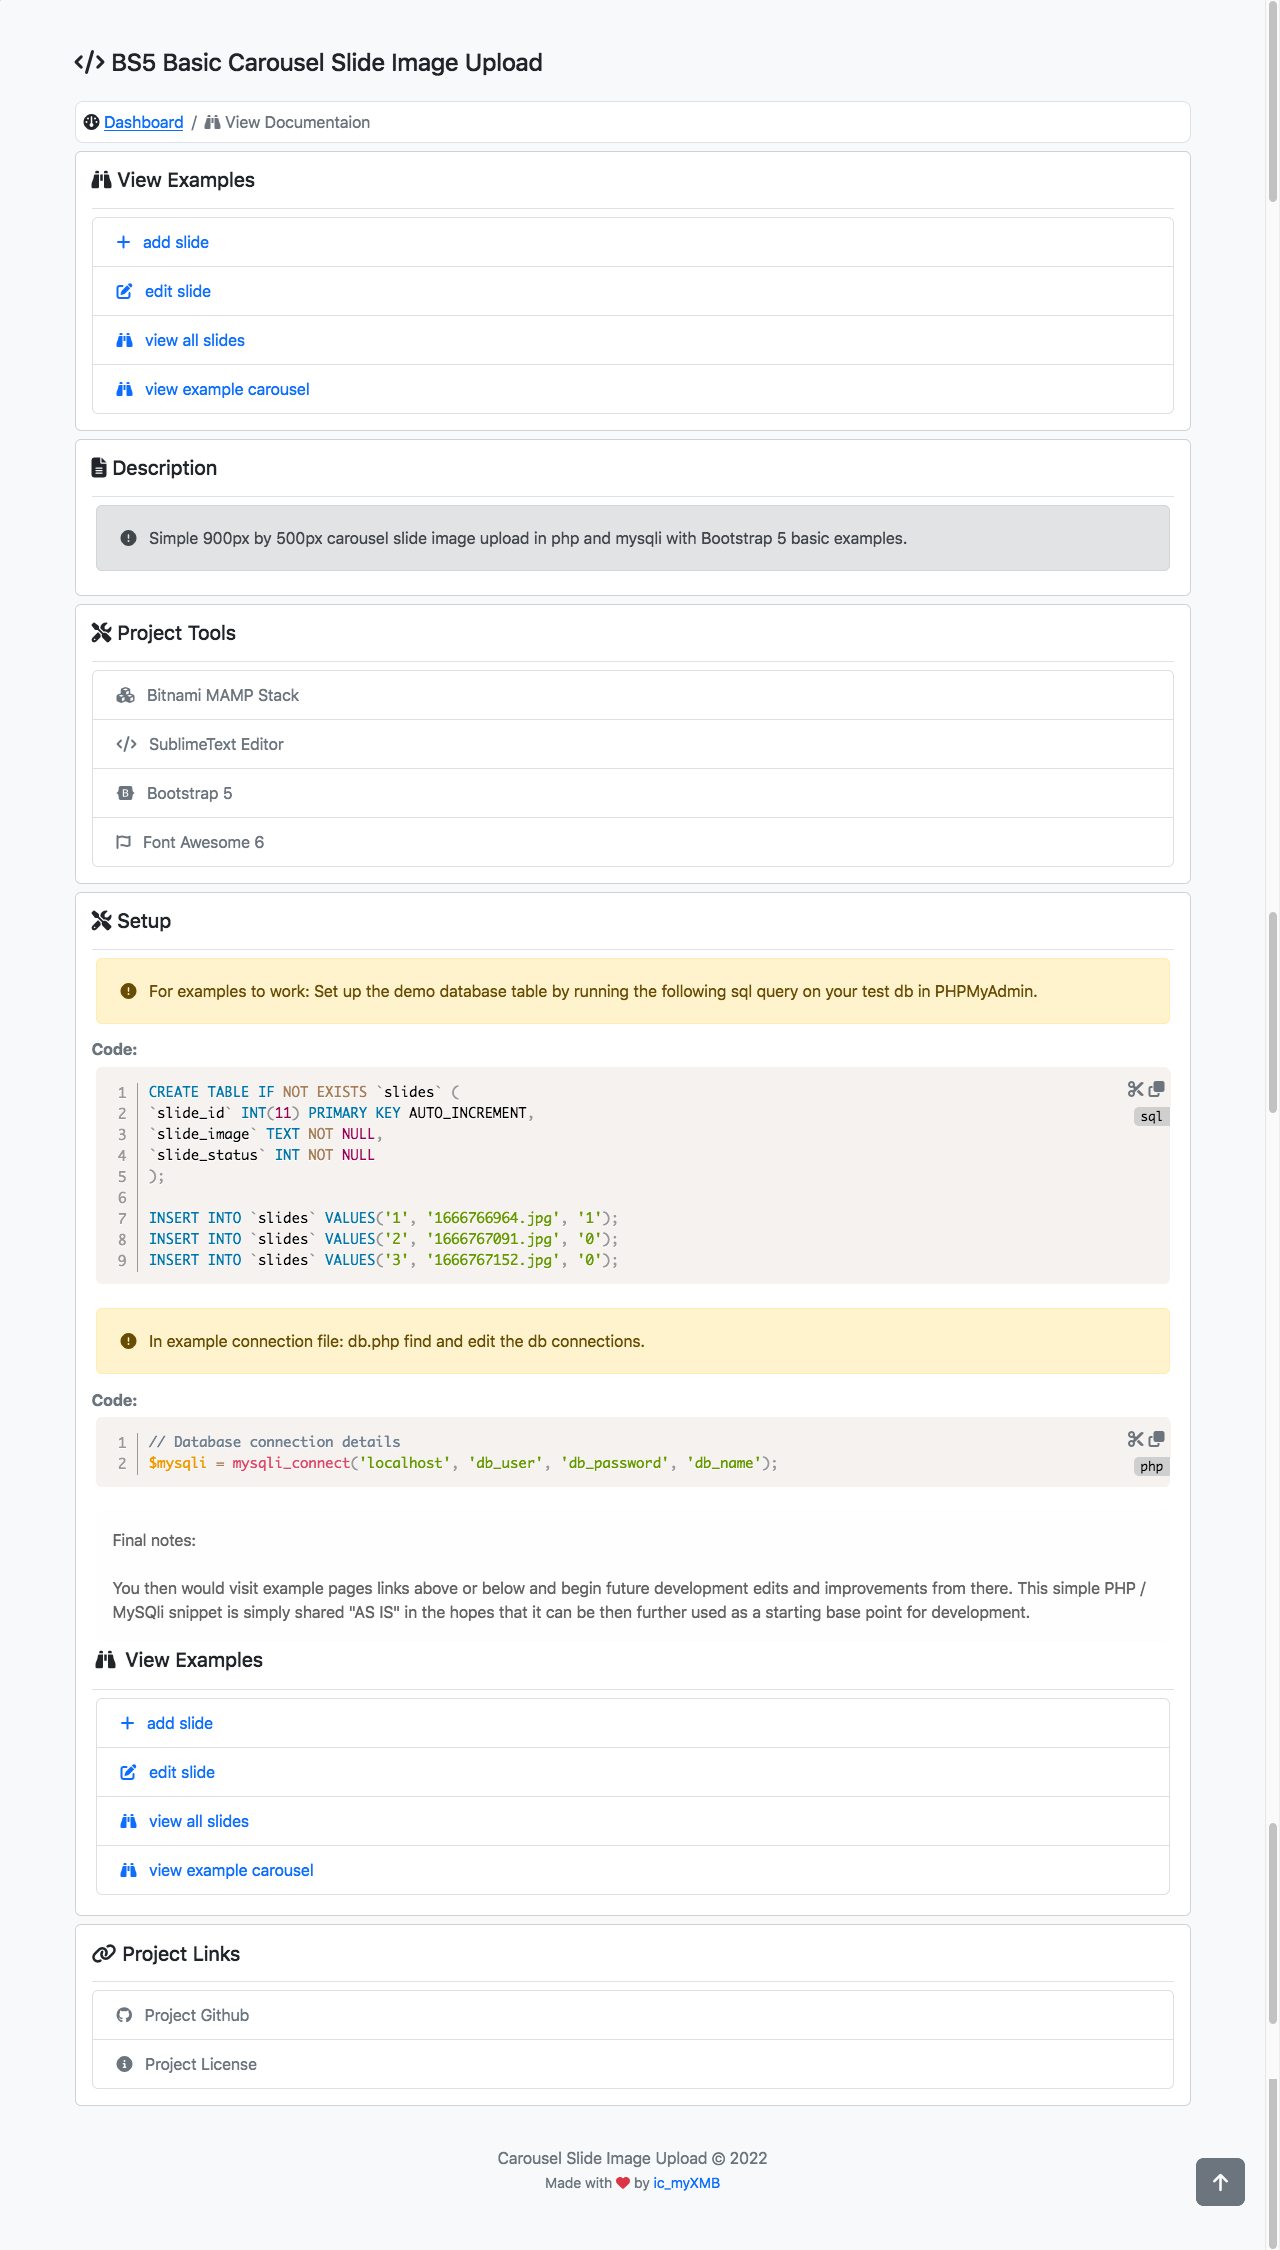 BS5 Basic Carousel Slide Image Upload
Dashboard / View Documentaion
View Examples
add slide
edit slide
view all slides
view example carousel
Description
Simple 900px by 500px carousel slide image upload in php and mysqli with Bootstrap 5 basic examples.
Project Tools
Bitnami MAMP Stack
SublimeText Editor
Bootstrap 5
Font Awesome 6
Setup
For examples to work: Set up the demo database table by running the following sql query on your test db in PHPMyAdmin.
Code:
1 CREATE TABLE IF NOT EXISTS `slides` (
2 `slide_id` INT(11) PRIMARY KEY AUTO_INCREMENT,
sql
3 `slide_image` TEXT NOT NULL,
4 `slide_status` INT NOT NULL
5 );
6
7 INSERT INTO `slides` VALUES('1', '1666766964.jpg', '1');
8 INSERT INTO `slides` VALUES('2', '1666767091.jpg', '0');
9 INSERT INTO `slides` VALUES('3', '1666767152.jpg', '0');
In example connection file: db.php find and edit the db connections.
Code:
1 // Database connection details
2 $mysqli = mysqli_connect('localhost', 'db_user', 'db_password', 'db_name');
php
Final notes:
You then would visit example pages links above or below and begin future development edits and improvements from there. This simple PHP /
MySQli snippet is simply shared "AS IS" in the hopes that it can be then further used as a starting base point for development.
View Examples
add slide
edit slide
view all slides
view example carousel
Project Links
Project Github
Project License
Carousel Slide Image Upload © 2022
Made with ❤ by ic_myXMB